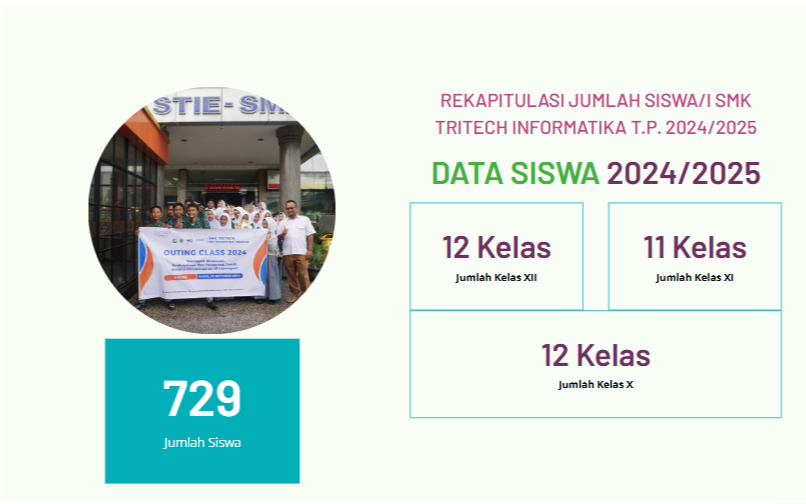 STIE- SM
OUTING CLASS 2024
729
Jumlah Siswa
REKAPITULASI JUMLAH SISWA/I SMK
TRITECH INFORMATIKA T.P. 2024/2025
DATA SISWA 2024/2025
12 Kelas
Jumlah Kelas XII
11 Kelas
Jumlah Kelas XI
12 Kelas
Jumlah Kelas X